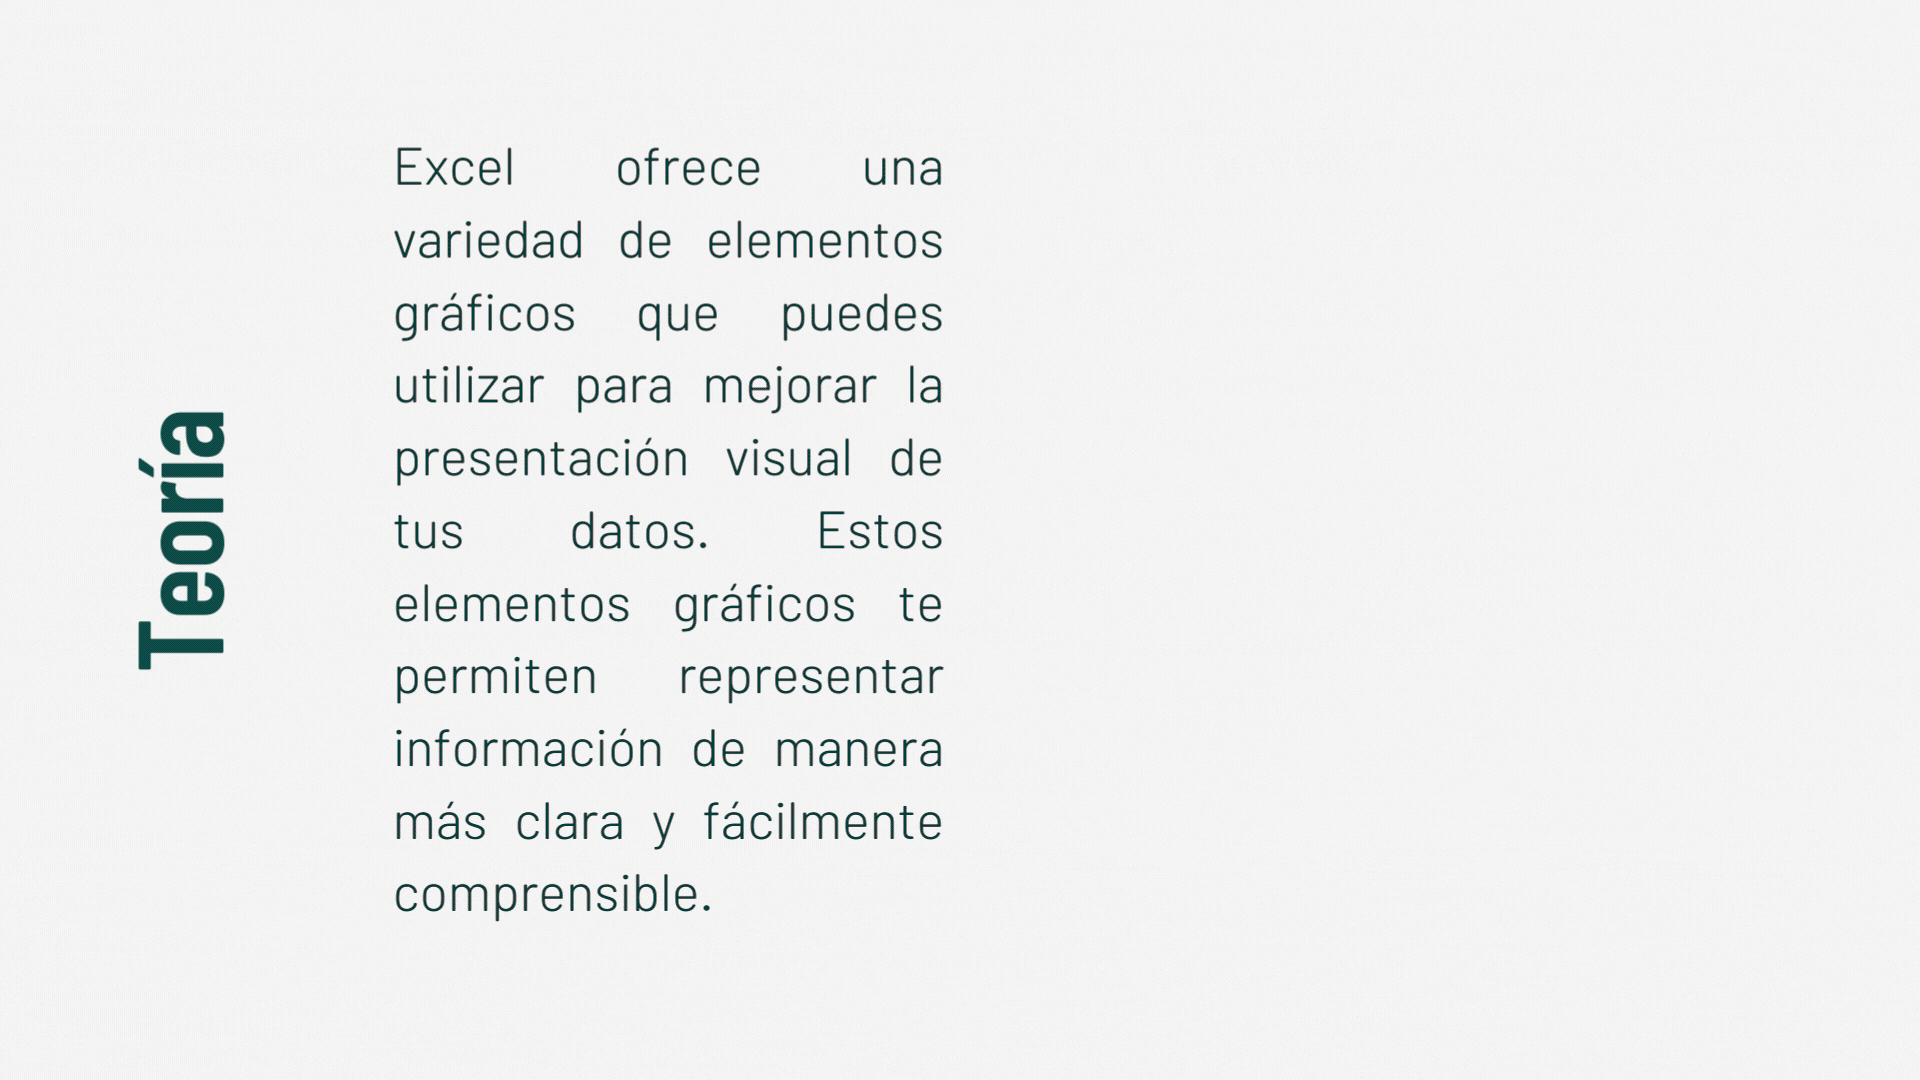 Teoría
Excel ofrece una
variedad de elementos
gráficos que puedes
utilizar para mejorar la
presentación visual de
tus datos. Estos
elementos gráficos te
permiten representar
información de manera
más clara y fácilmente
comprensible.